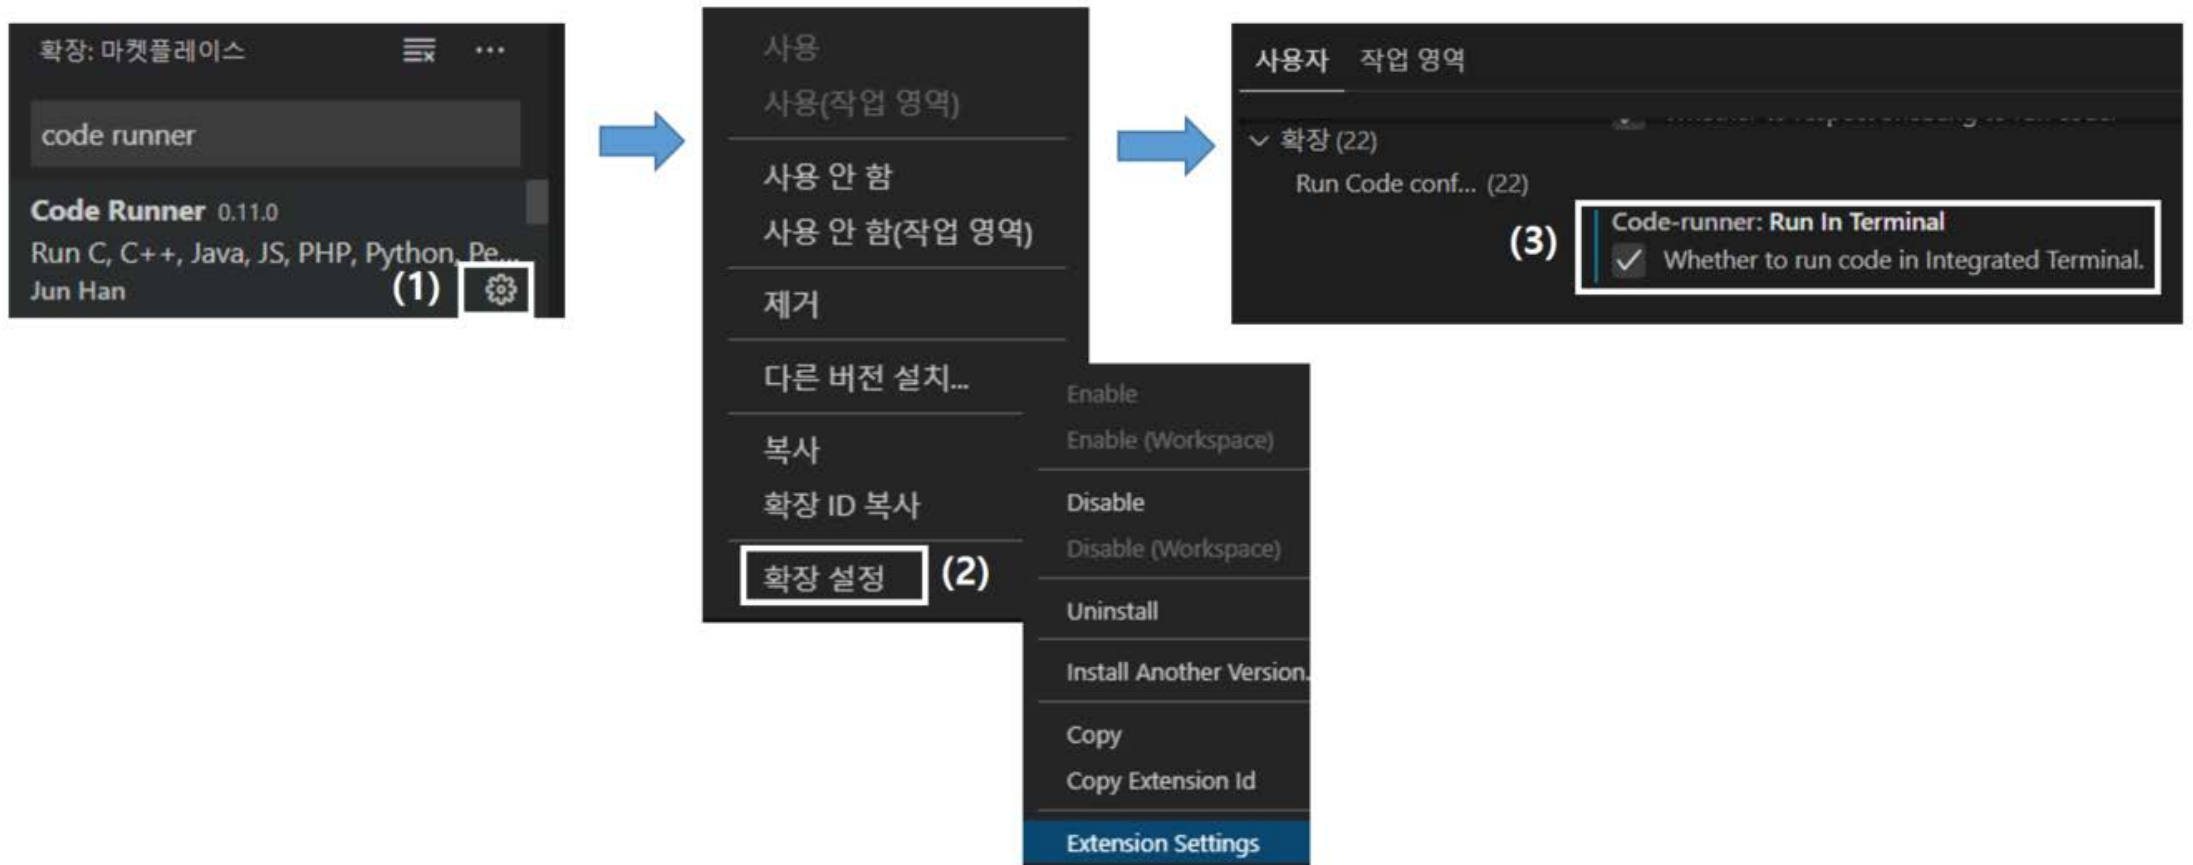 확장: 마켓플레이스
code runner
Code Runner 0.11.0
Run C, C++, Java, JS, PHP, Python, Pe...
Jun Han
(1)
사용
사용(작업 영역)
사용 안 함
사용 안 함(작업 영역)
제거
다른 버전 설치...
복사
확장 ID 복사
확장 설정
(2)
Enable
Enable (Workspace)
Disable
Disable (Workspace)
Uninstall
Install Another Version.
Copy
Copy Extension Id
Extension Settings
사용자 작업 영역
확장 (22)
Run Code conf... (22)
(3)
Code-runner: Run In Terminal
Whether to run code in Integrated Terminal.